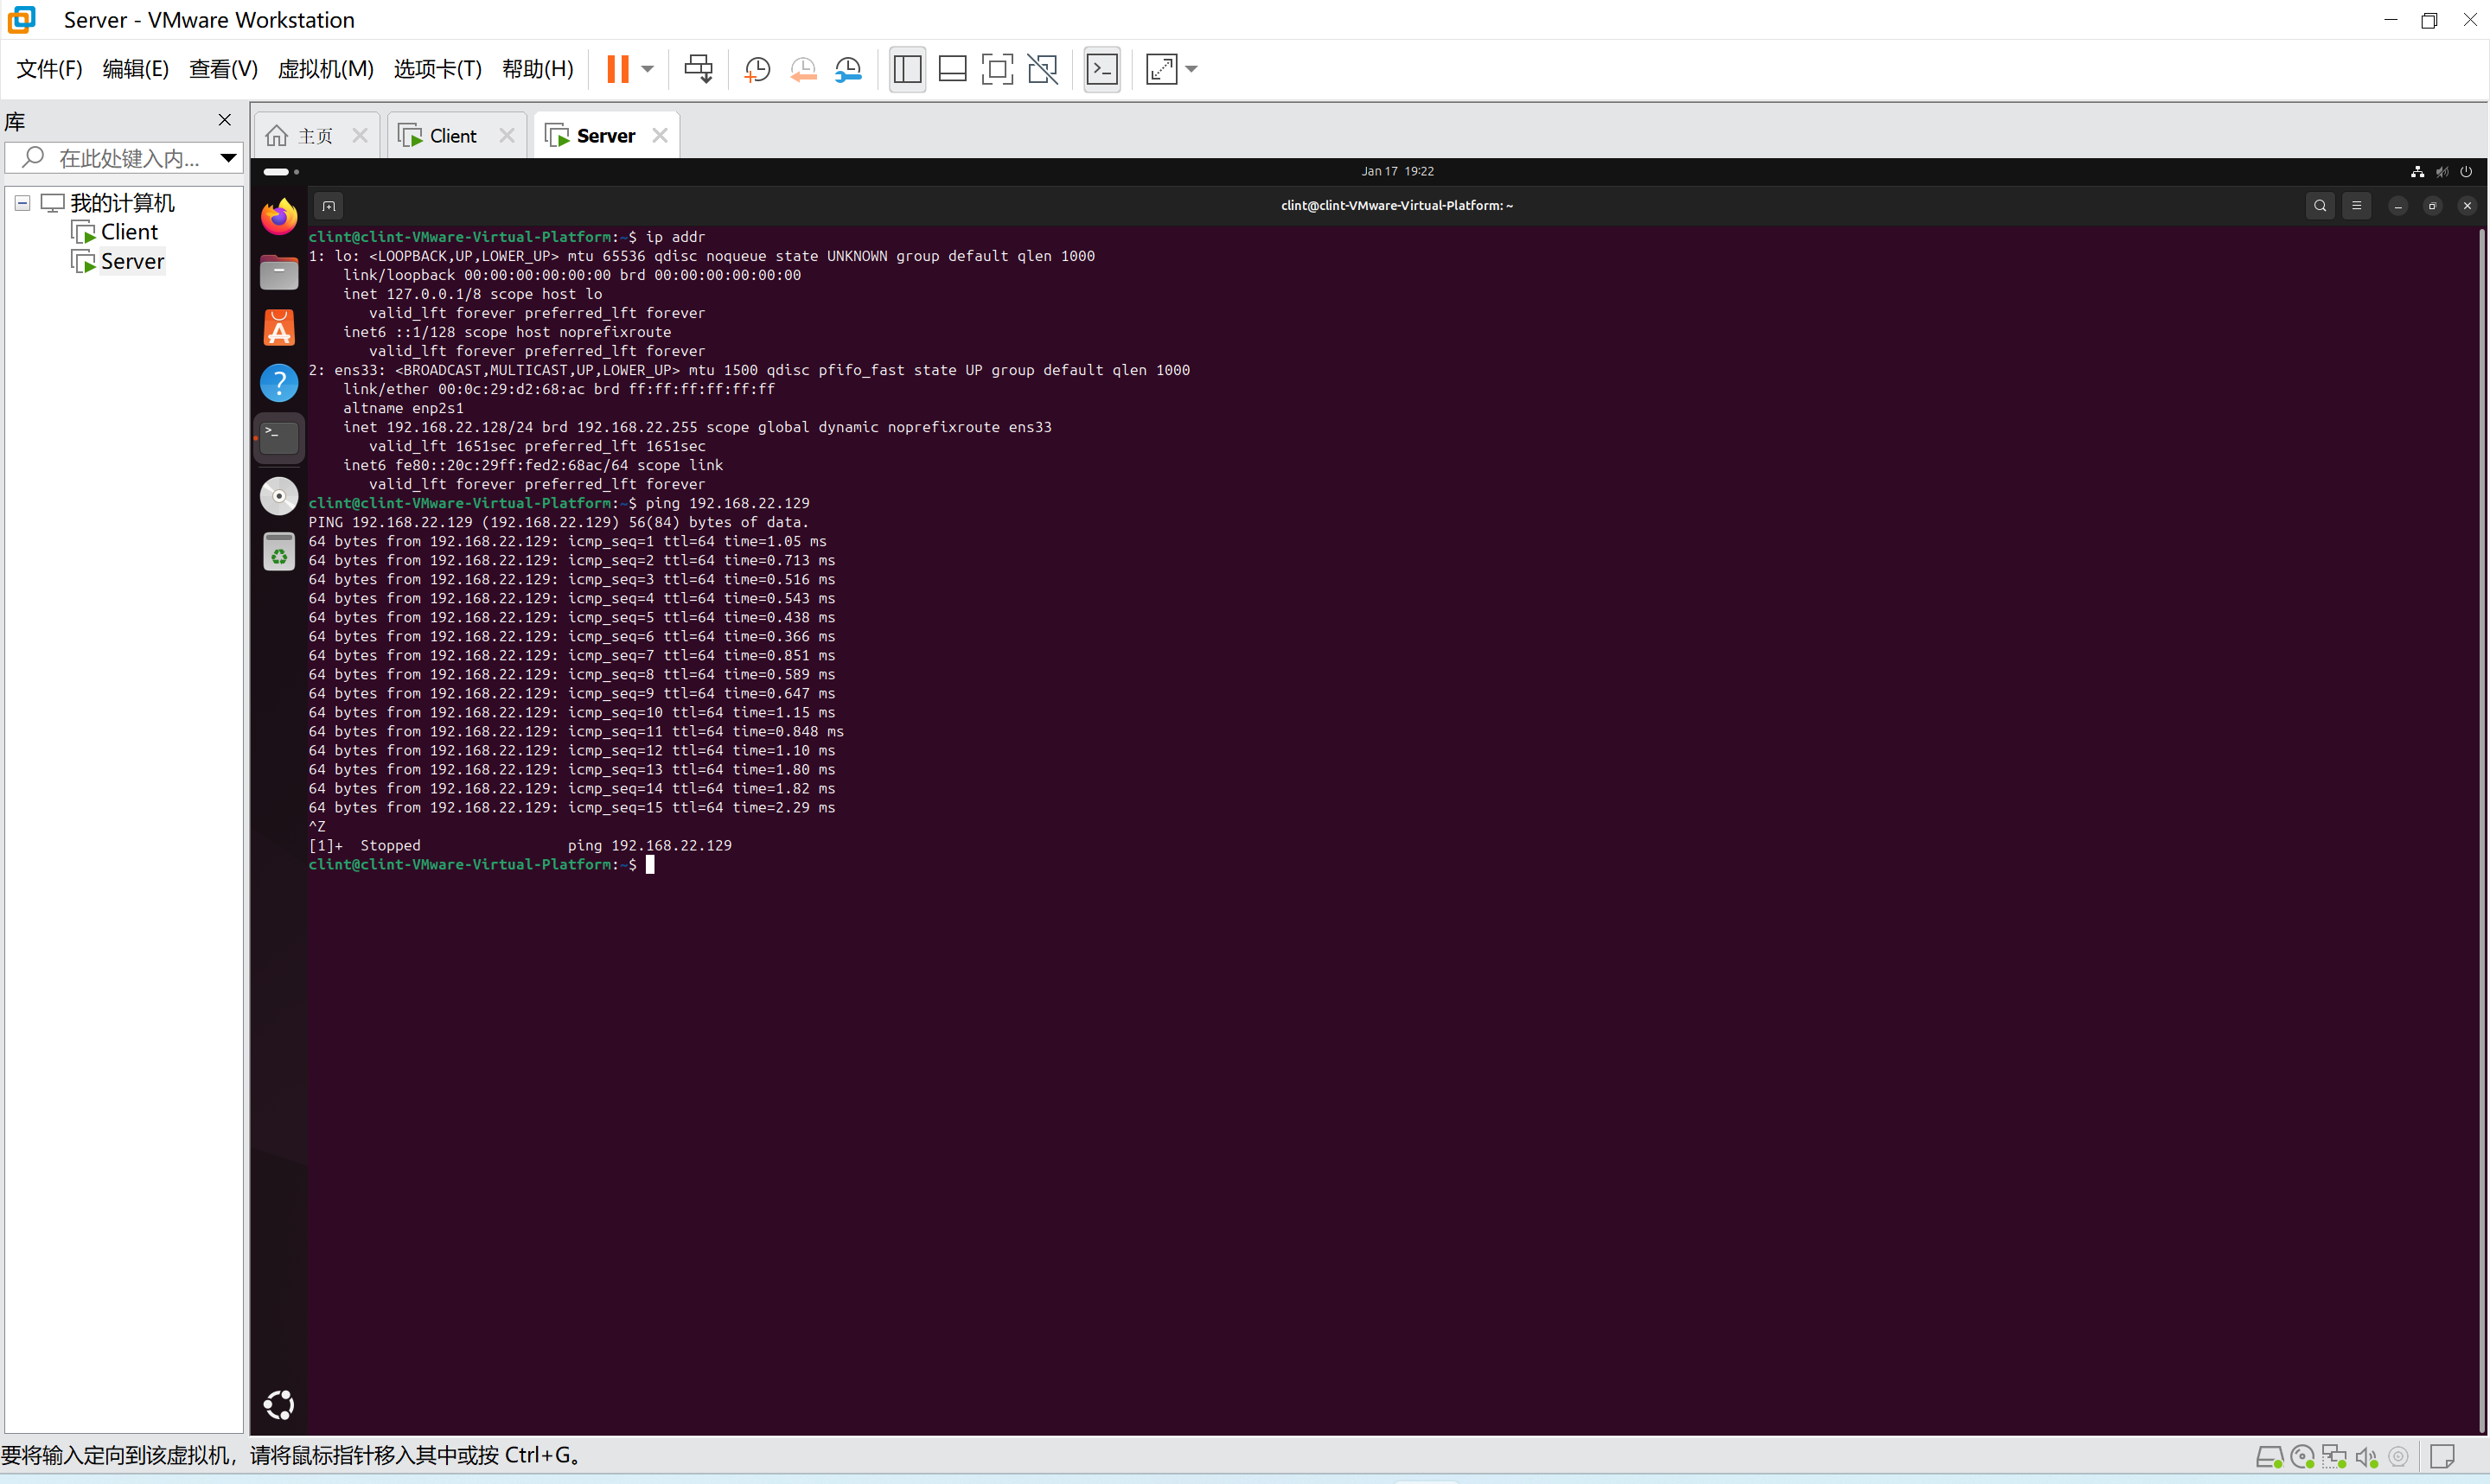 Server - VMware Workstation
文件(F) 编辑(E) 查看(V) 虚拟机(M) 选项卡(T) 帮助(H)
库
在此处键入内...
我的计算机
Client
Server
主页 Client Server
Jan 17 19:22
clint@clint-VMware-Virtual-Platform: ~
clint@clint-VMware-Virtual-Platform:~$ ip addr
1: lo: <LOOPBACK,UP,LOWER_UP> mtu 65536 qdisc noqueue state UNKNOWN group default qlen 1000
link/loopback 00:00:00:00:00:00 brd 00:00:00:00:00:00
inet 127.0.0.1/8 scope host lo
valid_lft forever preferred_lft forever
inet6 ::1/128 scope host noprefixroute
valid_lft forever preferred_lft forever
2: ens33: <BROADCAST,MULTICAST,UP,LOWER_UP> mtu 1500 qdisc pfifo_fast state UP group default qlen 1000
link/ether 00:0c:29:d2:68:ac brd ff:ff:ff:ff:ff:ff
altname enp2s1
inet 192.168.22.128/24 brd 192.168.22.255 scope global dynamic noprefixroute ens33
valid_lft 1651sec preferred_lft 1651sec
inet6 fe80::20c:29ff:fed2:68ac/64 scope link
valid_lft forever preferred_lft forever
clint@clint-VMware-Virtual-Platform:~$ ping 192.168.22.129
PING 192.168.22.129 (192.168.22.129) 56(84) bytes of data.
64 bytes from 192.168.22.129: icmp_seq=1 ttl=64 time=1.05 ms
64 bytes from 192.168.22.129: icmp_seq=2 ttl=64 time=0.713 ms
64 bytes from 192.168.22.129: icmp_seq=3 ttl=64 time=0.516 ms
64 bytes from 192.168.22.129: icmp_seq=4 ttl=64 time=0.543 ms
64 bytes from 192.168.22.129: icmp_seq=5 ttl=64 time=0.438 ms
64 bytes from 192.168.22.129: icmp_seq=6 ttl=64 time=0.366 ms
64 bytes from 192.168.22.129: icmp_seq=7 ttl=64 time=0.851 ms
64 bytes from 192.168.22.129: icmp_seq=8 ttl=64 time=0.589 ms
64 bytes from 192.168.22.129: icmp_seq=9 ttl=64 time=0.647 ms
64 bytes from 192.168.22.129: icmp_seq=10 ttl=64 time=1.15 ms
64 bytes from 192.168.22.129: icmp_seq=11 ttl=64 time=0.848 ms
64 bytes from 192.168.22.129: icmp_seq=12 ttl=64 time=1.10 ms
64 bytes from 192.168.22.129: icmp_seq=13 ttl=64 time=1.80 ms
64 bytes from 192.168.22.129: icmp_seq=14 ttl=64 time=1.82 ms
64 bytes from 192.168.22.129: icmp_seq=15 ttl=64 time=2.29 ms
^Z
[1]+  Stopped                 ping 192.168.22.129
clint@clint-VMware-Virtual-Platform:~$
要将输入定向到该虚拟机，请将鼠标指针移入其中或按 Ctrl+G。